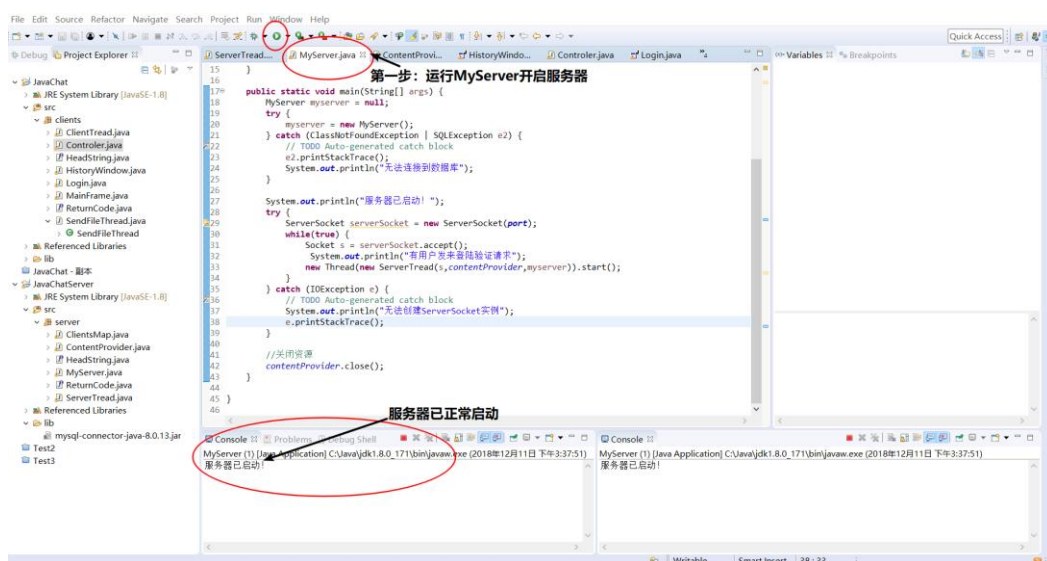 File Edit Source Refactor Navigate Search Project Run Window Help
Quick Access
Debug Project Explorer
ServerTread.... MyServer.java ContentProvi... HistoryWindo... Controler.java Login.java
Variables Breakpoints
第一步：运行MyServer开启服务器
JavaChat
JRE System Library [JavaSE-1.8]
src
clients
ClientTread.java
Controler.java
HeadString.java
HistoryWindow.java
Login.java
MainFrame.java
ReturnCode.java
SendFileThread.java
SendFileThread
Referenced Libraries
lib
JavaChat - 副本
JavaChatServer
JRE System Library [JavaSE-1.8]
src
server
ClientsMap.java
ContentProvider.java
HeadString.java
MyServer.java
ReturnCode.java
ServerTread.java
Referenced Libraries
lib
mysql-connector-java-8.0.13.jar
Test2
Test3
15 }
16
17 public static void main(String[] args) {
18 MyServer myserver = null;
19 try {
20 myserver = new MyServer();
21 } catch (ClassNotFoundException | SQLException e2) {
22 // TODO Auto-generated catch block
23 e2.printStackTrace();
24 System.out.println("无法连接到数据库");
25 }
26
27 System.out.println("服务器已启动! ");
28 try {
29 ServerSocket serverSocket = new ServerSocket(port);
30 while(true) {
31 Socket s = serverSocket.accept();
32 System.out.println("有用户发来登陆验证请求");
33 new Thread(new ServerTread(s,contentProvider,myserver)).start();
34 }
35 } catch (IOException e) {
36 // TODO Auto-generated catch block
37 System.out.println("无法创建ServerSocket实例");
38 e.printStackTrace();
39 }
40
41 //关闭资源
42 contentProvider.close();
43 }
44
45 }
46
服务器已正常启动
Console Problems Debug Shell
MyServer (1) [Java Application] C:\Java\jdk1.8.0_171\bin\javaw.exe (2018年12月11日 下午3:37:51)
服务器已启动!
Console
MyServer (1) [Java Application] C:\Java\jdk1.8.0_171\bin\javaw.exe (2018年12月11日 下午3:37:51)
服务器已启动!
Writable Smart Insert 38 : 33